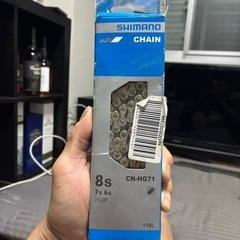 SHIMANO
CHAIN
8s
CN-HG71
7s 6s
116L